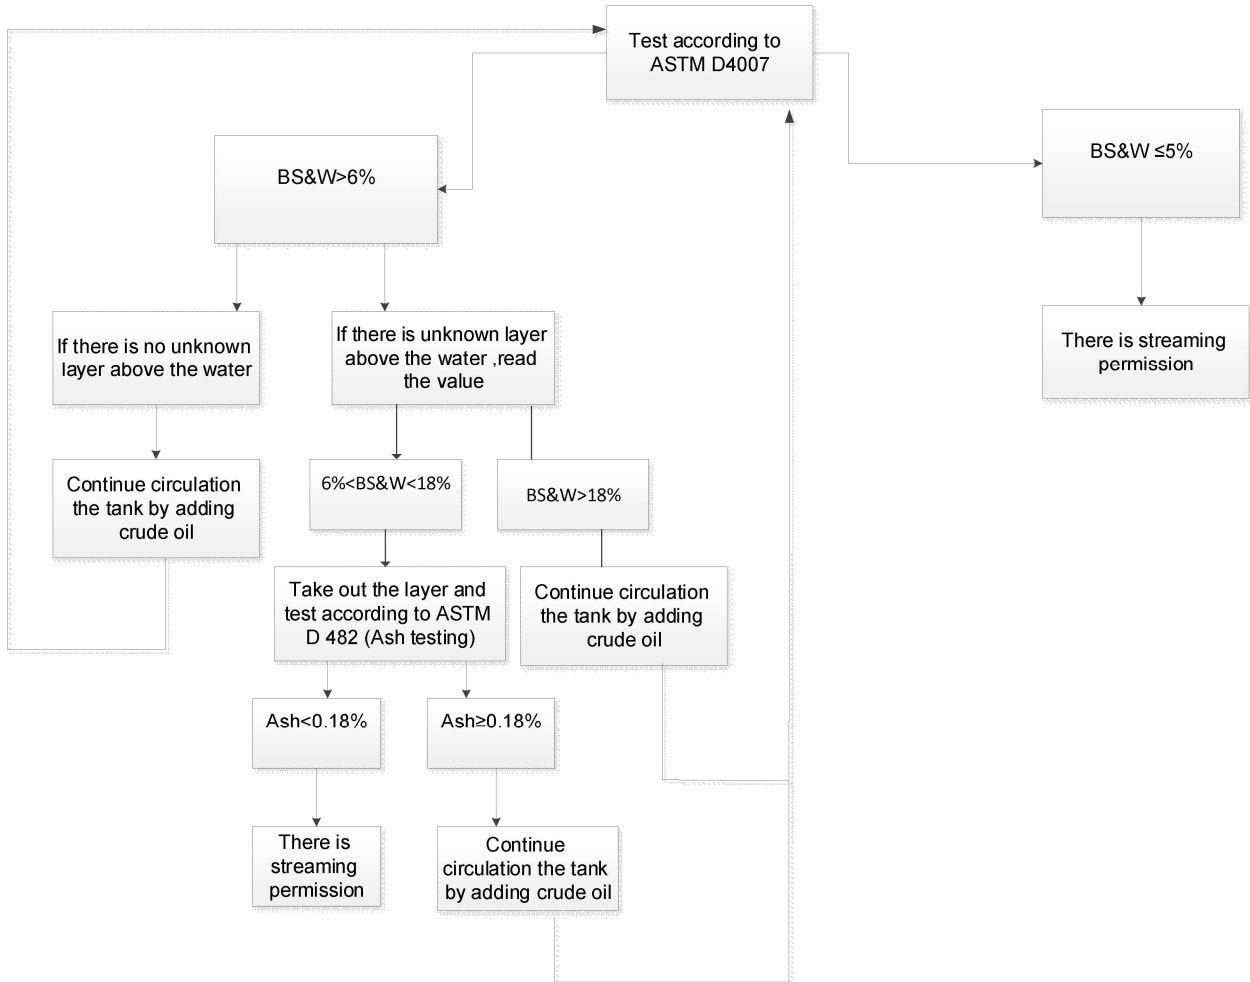 Test according to
ASTM D4007
BS&W>6%
BS&W ≤5%
If there is no unknown
layer above the water
If there is unknown layer
above the water ,read
the value
There is streaming
permission
Continue circulation
the tank by adding
crude oil
6%<BS&W<18%
BS&W>18%
Take out the layer and
test according to ASTM
D 482 (Ash testing)
Continue circulation
the tank by adding
crude oil
Ash<0.18%
Ash≥0.18%
There is
streaming
permission
Continue
circulation the tank
by adding crude oil